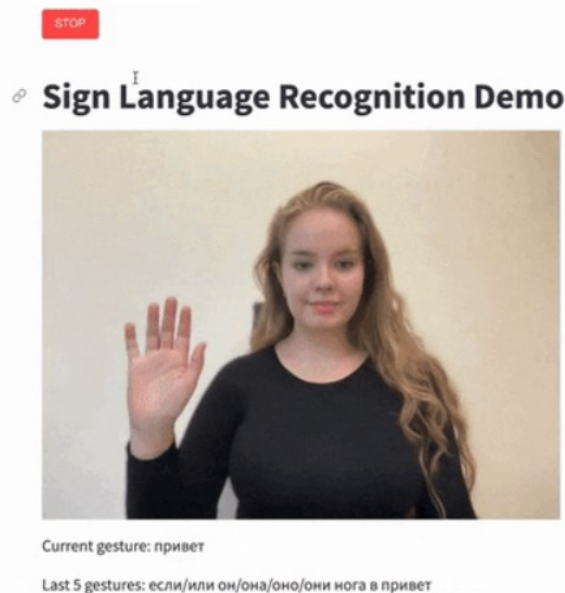 STOP
Sign Language Recognition Demo
Current gesture: привет
Last 5 gestures: если/или он/она/оно/они нога в привет